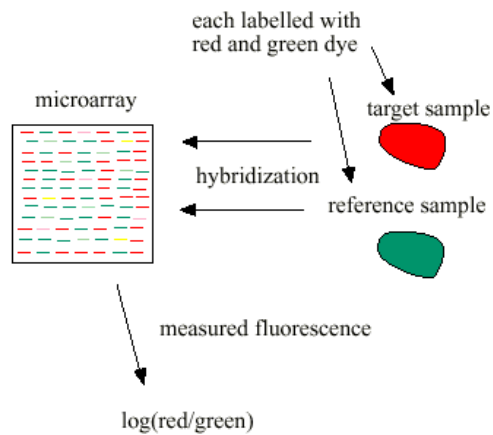 each labelled with
red and green dye
microarray
target sample
hybridization
reference sample
measured fluorescence
log(red/green)